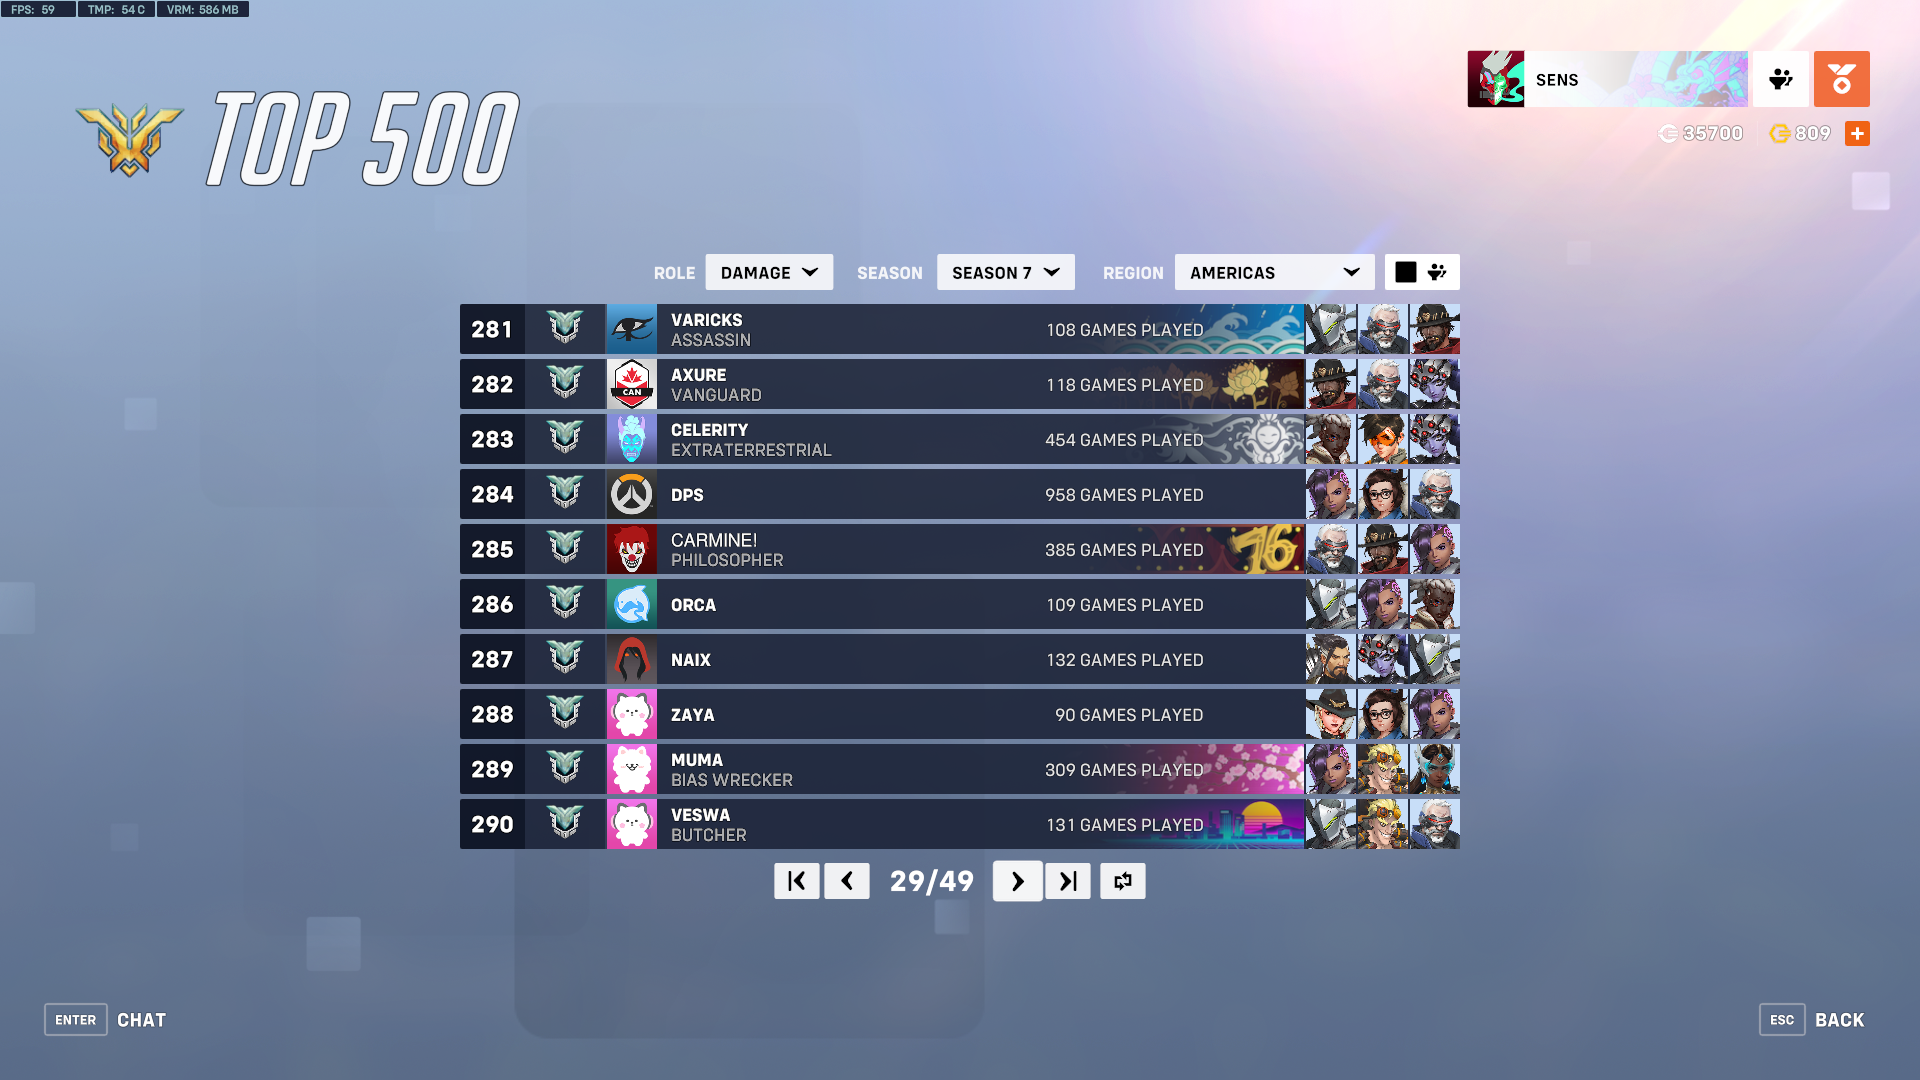 FPS: 59 TMP: 54 C VRM: 586 MB
SENS
35700 809
TOP 500
ROLE DAMAGE SEASON SEASON 7 REGION AMERICAS
281 VARICKS 108 GAMES PLAYED
ASSASSIN
282 CAN AXURE 118 GAMES PLAYED
VANGUARD
283 CELERITY 454 GAMES PLAYED
EXTRATERRESTRIAL
284 DPS 958 GAMES PLAYED
285 CARMINE! 385 GAMES PLAYED 76
PHILOSOPHER
286 ORCA 109 GAMES PLAYED
287 NAIX 132 GAMES PLAYED
288 ZAYA 90 GAMES PLAYED
289 MUMA 309 GAMES PLAYED
BIAS WRECKER
290 VESWA 131 GAMES PLAYED
BUTCHER
29/49
ENTER CHAT
ESC BACK